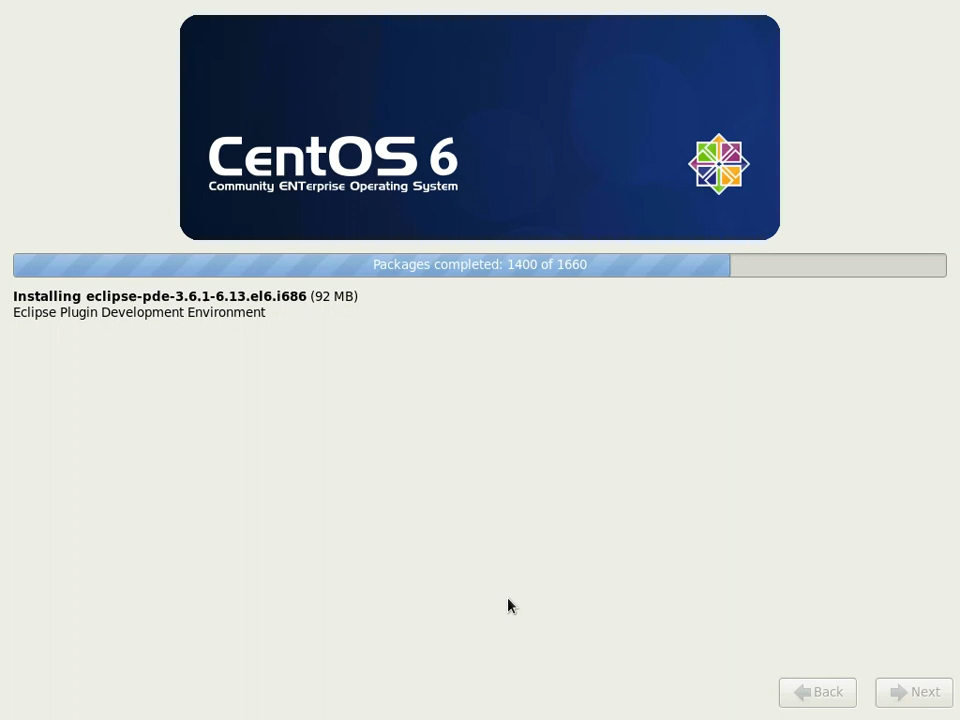 CentOS 6
Community ENTerprise Operating System
Packages completed: 1400 of 1660
Installing eclipse-pde-3.6.1-6.13.el6.i686 (92 MB)
Eclipse Plugin Development Environment
Back Next